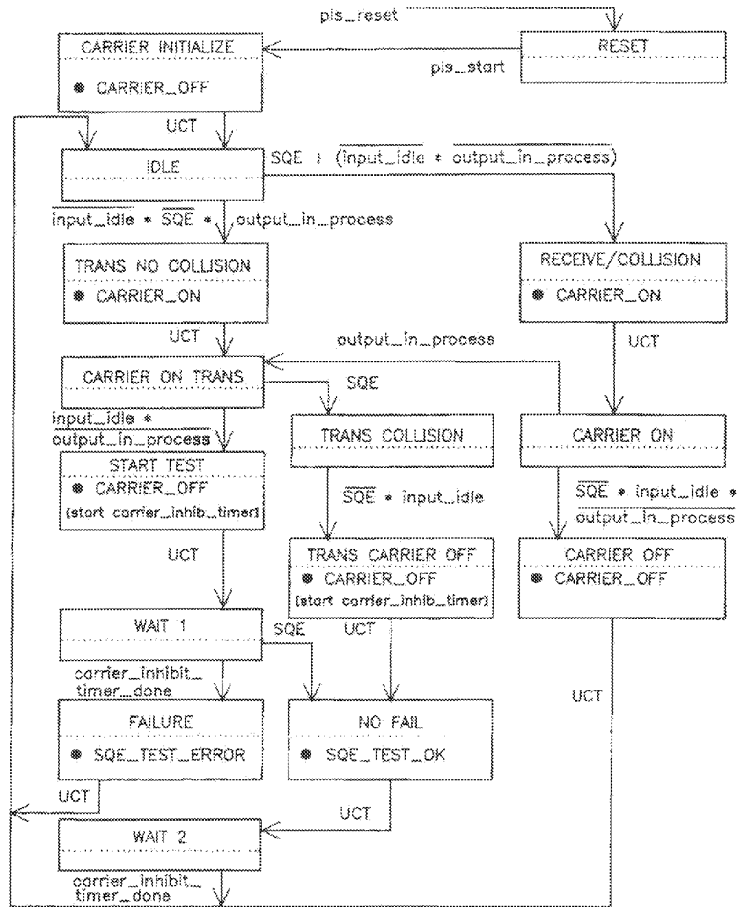 pls_reset
CARRIER INITIALIZE
RESET
pls_start
● CARRIER_OFF
UCT
IDLE
SQE + (input_idle * output_in_process)
input_idle * SQE * output_in_process
TRANS NO COLLISION
● CARRIER_ON
RECEIVE/COLLISION
● CARRIER_ON
UCT
output_in_process
UCT
CARRIER ON TRANS
SQE
input_idle *
output_in_process
TRANS COLLISION
CARRIER ON
START TEST
● CARRIER_OFF
[start carrier_inhib_timer]
SQE * input_idle
SQE * input_idle *
output_in_process
UCT
TRANS CARRIER OFF
● CARRIER_OFF
[start carrier_inhib_timer]
CARRIER OFF
● CARRIER_OFF
WAIT 1
SQE
UCT
carrier_inhibit_
timer_done
UCT
FAILURE
● SQE_TEST_ERROR
NO FAIL
● SQE_TEST_OK
UCT
UCT
WAIT 2
carrier_inhibit_
timer_done